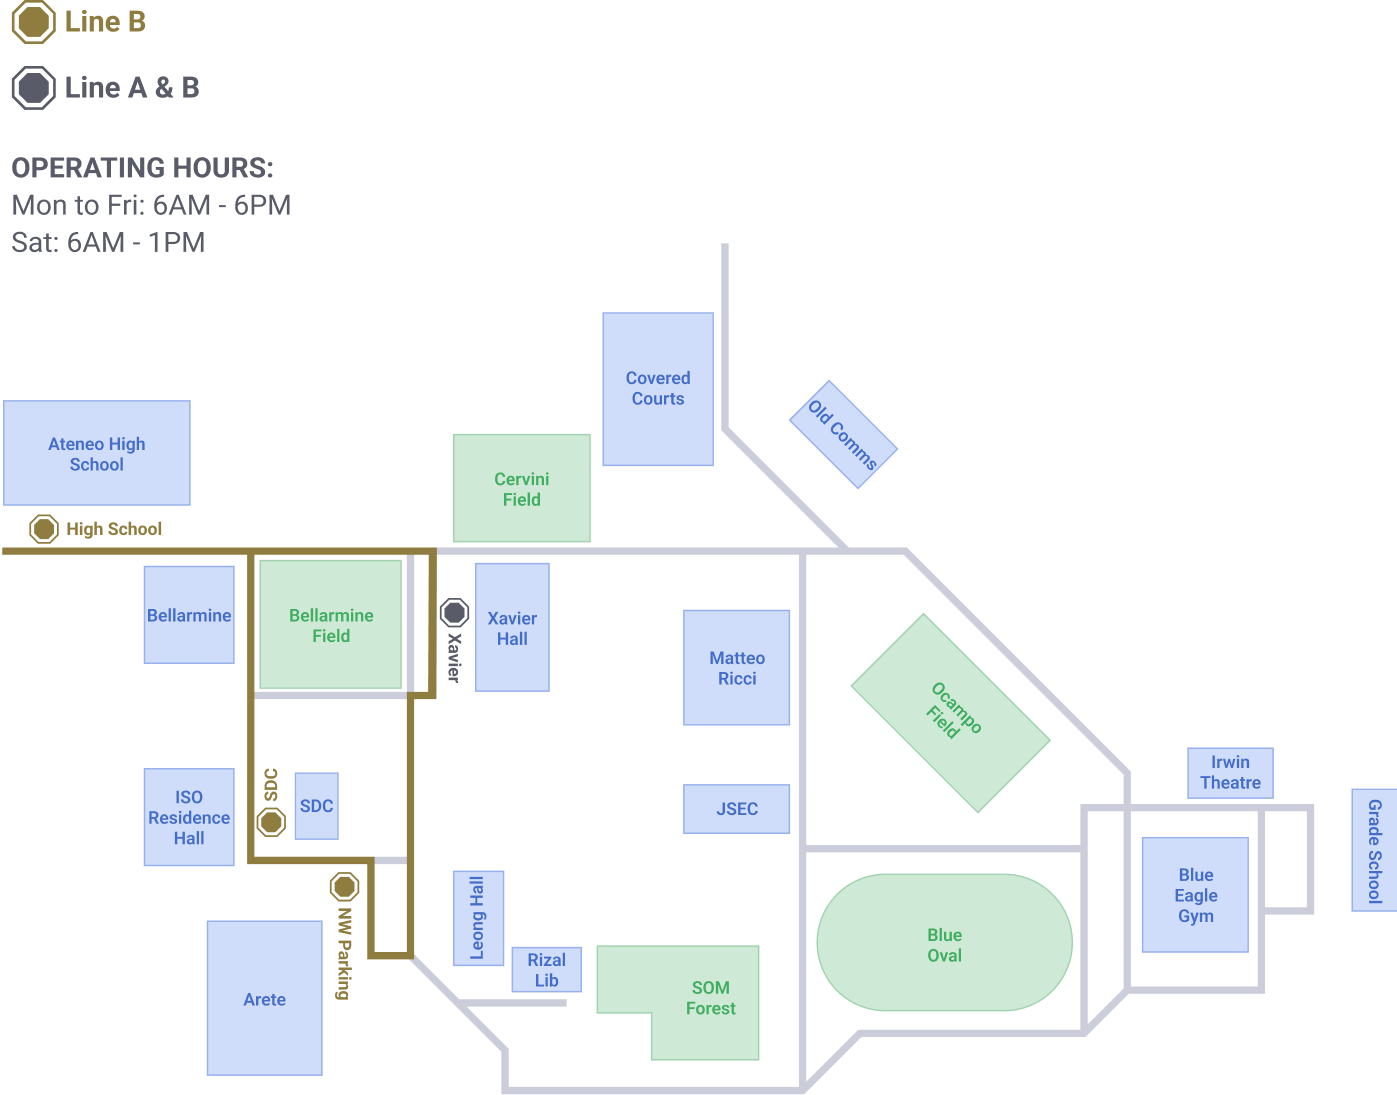 Line B
Line A & B
OPERATING HOURS:
Mon to Fri: 6AM - 6PM
Sat: 6AM - 1PM
Covered
Courts
Old Comms
Ateneo High
School
Cervini
Field
High School
Bellarmine
Bellarmine
Field
Xavier
Xavier
Hall
Matteo
Ricci
Ocampo
Field
Irwin
Theatre
ISO
Residence
Hall
SDC
SDC
JSEC
Grade School
Blue
Eagle
Gym
NW Parking
Leong Hall
Rizal
Lib
Blue
Oval
Arete
SOM
Forest